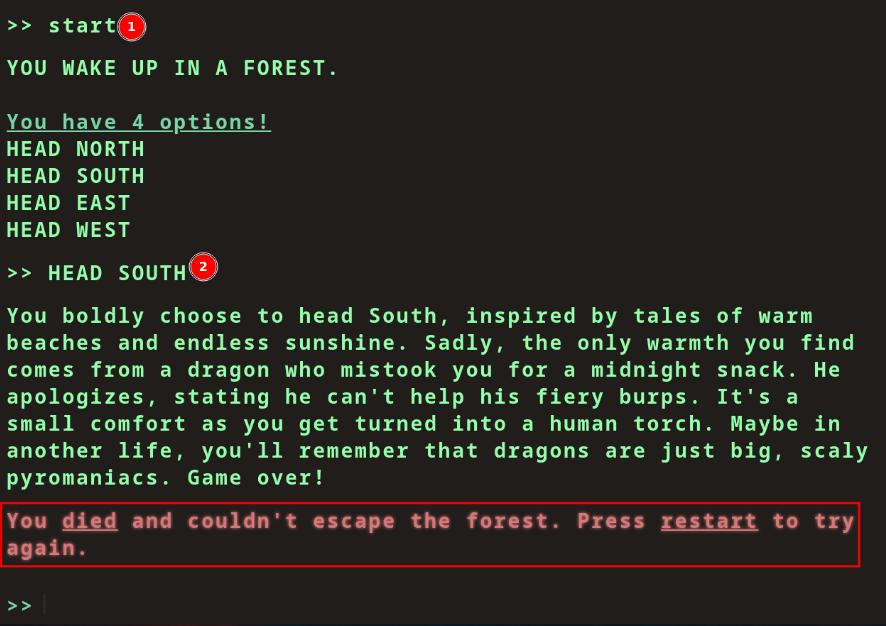 >> start 1
YOU WAKE UP IN A FOREST.
You have 4 options!
HEAD NORTH
HEAD SOUTH
HEAD EAST
HEAD WEST
>> HEAD SOUTH 2
You boldly choose to head South, inspired by tales of warm
beaches and endless sunshine. Sadly, the only warmth you find
comes from a dragon who mistook you for a midnight snack. He
apologizes, stating he can't help his fiery burps. It's a
small comfort as you get turned into a human torch. Maybe in
another life, you'll remember that dragons are just big, scaly
pyromaniacs. Game over!
You died and couldn't escape the forest. Press restart to try
again.
>>